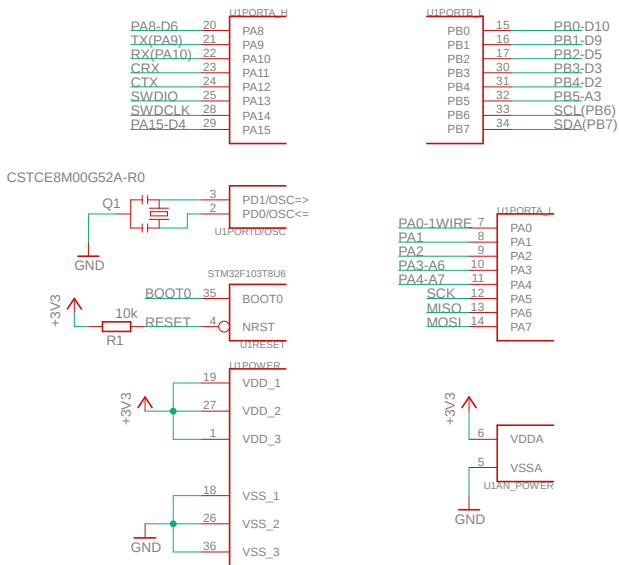 U1PORTA_H
PA8-D6 20 PA8
TX(PA9) 21 PA9
RX(PA10) 22 PA10
CRX 23 PA11
CTX 24 PA12
SWDIO 25 PA13
SWDCLK 28 PA14
PA15-D4 29 PA15
U1PORTB_L
PB0 15 PB0-D10
PB1 16 PB1-D9
PB2 17 PB2-D5
PB3 30 PB3-D3
PB4 31 PB4-D2
PB5 32 PB5-A3
PB6 33 SCL(PB6)
PB7 34 SDA(PB7)
CSTCE8M00G52A-R0
Q1
3 PD1/OSC=>
2 PD0/OSC<=
U1PORTD/OSC
GND
U1PORTA_L
PA0-1WIRE 7 PA0
PA1 8 PA1
PA2 9 PA2
PA3-A6 10 PA3
PA4-A7 11 PA4
SCK 12 PA5
MISO 13 PA6
MOSI 14 PA7
STM32F103T8U6
BOOT0 35 BOOT0
+3V3
10k
R1
RESET 4 NRST
U1RESET
U1POWER
19 VDD_1
+3V3
27 VDD_2
1 VDD_3
18 VSS_1
26 VSS_2
GND
36 VSS_3
+3V3
6 VDDA
5 VSSA
U1AN_POWER
GND